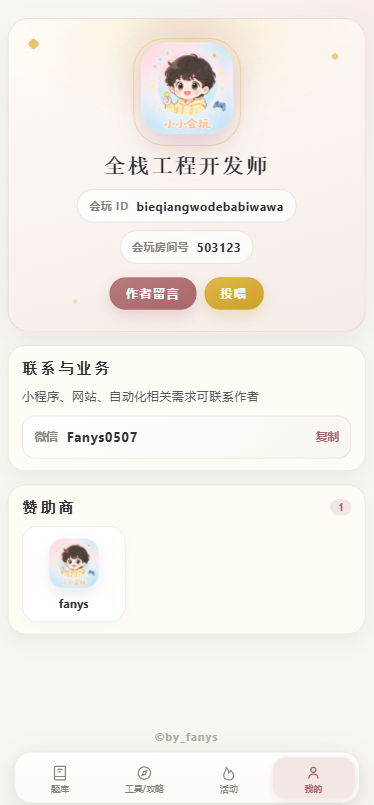 小小会玩
全栈工程开发师
会玩 ID bieqiangwodebabiwawa
会玩房间号 503123
作者留言 投喂
联系与业务
小程序、网站、自动化相关需求可联系作者
微信 Fanys0507 复制
赞助商 1
小小会玩
fanys
©by_fanys
题库 工具/攻略 活动 我的